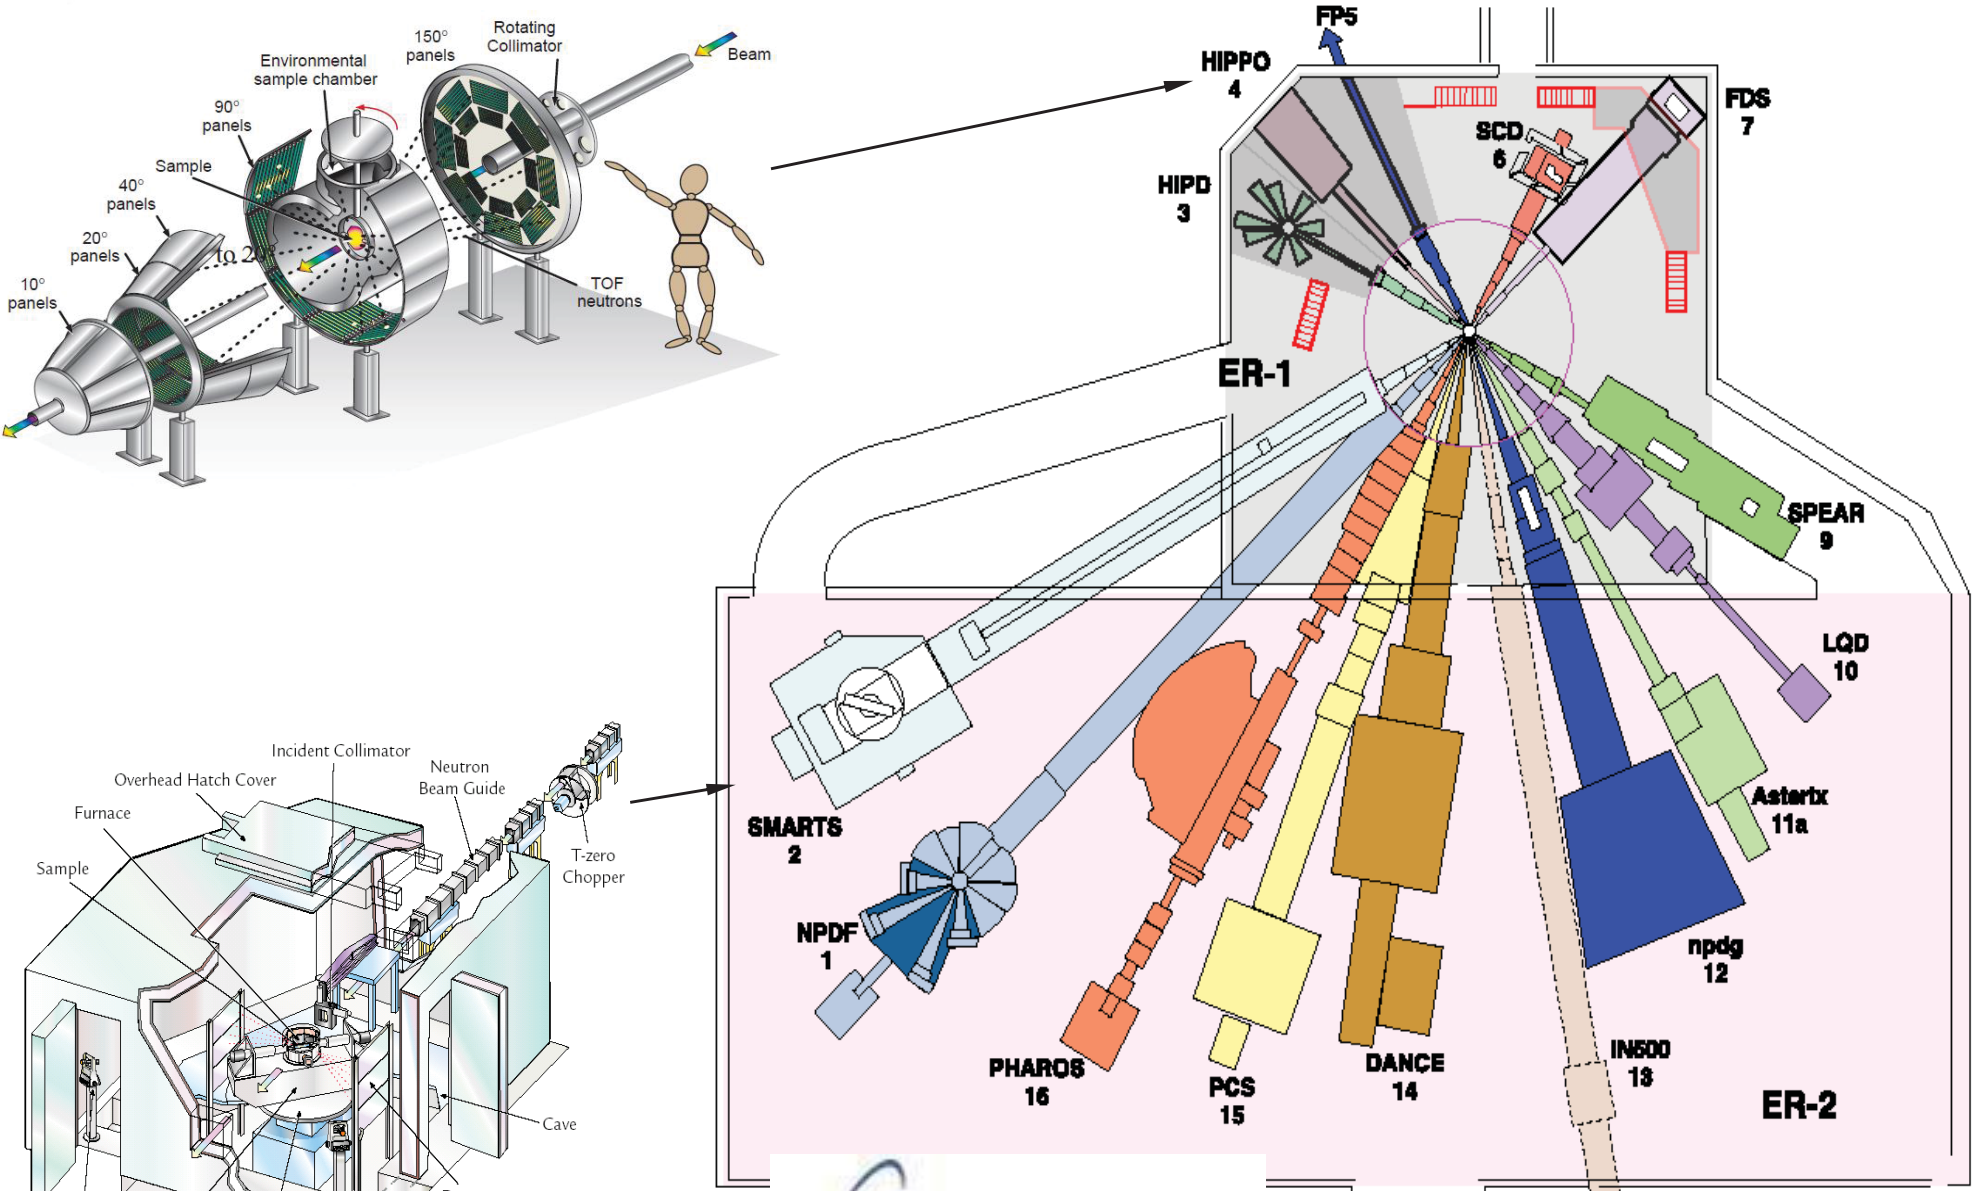 Rotating
Collimator
150°
panels
Beam
Environmental
sample chamber
90°
panels
Sample
40°
panels
20°
panels
to 2
10°
panels
TOF
neutrons
FP5
HIPPO
4
FDS
7
SCD
6
HIPD
3
ER-1
SPEAR
9
LQD
10
SMARTS
2
Asterix
11a
NPDF
1
npdg
12
PHAROS
16
PCS
15
DANCE
14
IN500
13
ER-2
Incident Collimator
Overhead Hatch Cover
Neutron
Beam Guide
Furnace
Sample
T-zero
Chopper
Cave